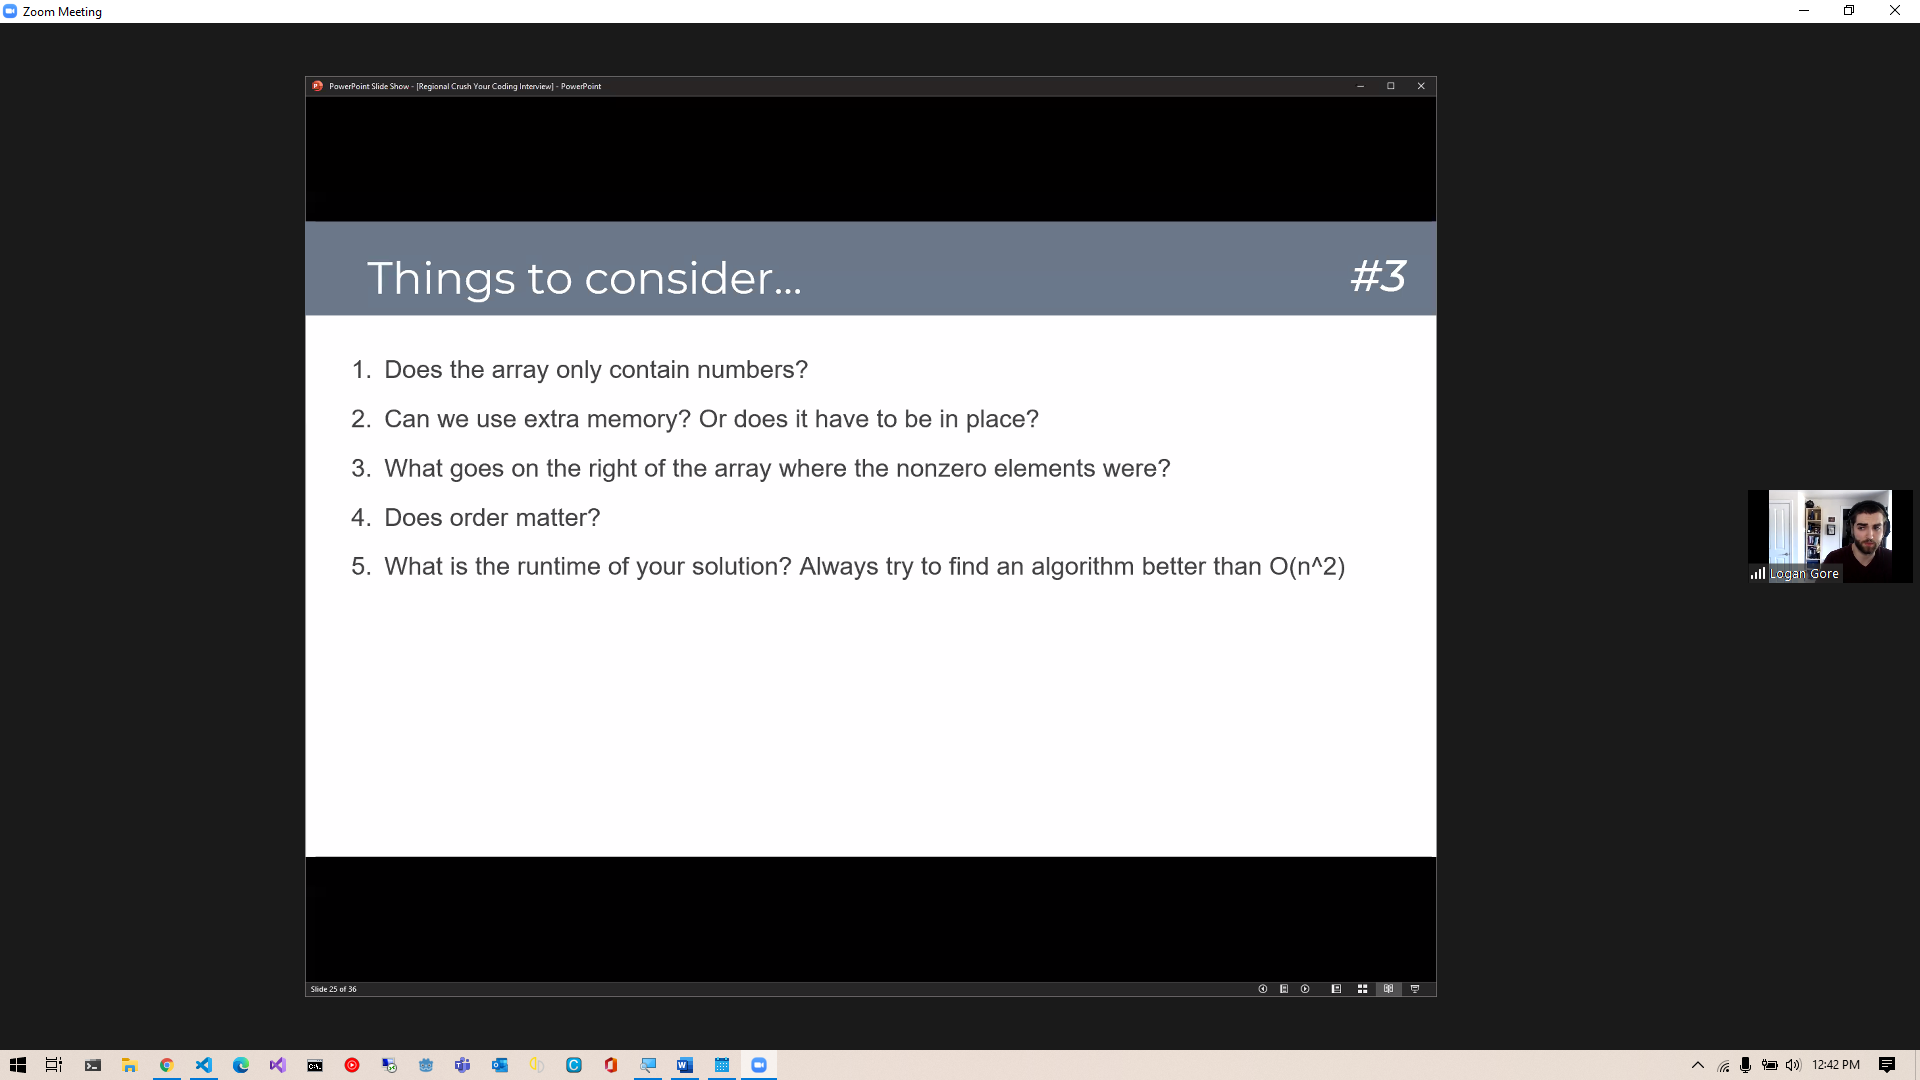 Zoom Meeting
PowerPoint Slide Show - [Regional Crush Your Coding Interview] - PowerPoint
Things to consider...
#3
1. Does the array only contain numbers?
2. Can we use extra memory? Or does it have to be in place?
3. What goes on the right of the array where the nonzero elements were?
4. Does order matter?
5. What is the runtime of your solution? Always try to find an algorithm better than O(n^2)
Logan Gore
Slide 25 of 36
12:42 PM